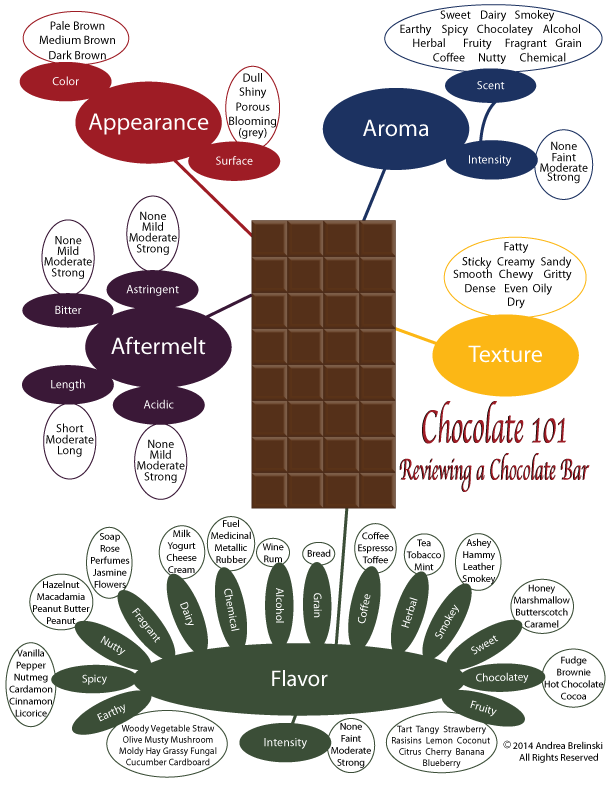 Pale Brown
Medium Brown
Dark Brown
Color
Appearance
Dull
Shiny
Porous
Blooming
(grey)
Surface
Sweet Dairy Smokey
Earthy Spicy Chocolatey Alcohol
Herbal Fruity Fragrant Grain
Coffee Nutty Chemical
Scent
Aroma
Intensity
None
Faint
Moderate
Strong
None
Mild
Moderate
Strong
Bitter
None
Mild
Moderate
Strong
Astringent
Aftermelt
Length
Short
Moderate
Long
Acidic
None
Mild
Moderate
Strong
Fatty
Sticky Creamy Sandy
Smooth Chewy Gritty
Dense Even Oily
Dry
Texture
Chocolate 101
Reviewing a Chocolate Bar
Flavor
Earthy
Woody Vegetable Straw
Olive Musty Mushroom
Moldy Hay Grassy Fungal
Cucumber Cardboard
Spicy
Vanilla
Pepper
Nutmeg
Cardamon
Cinnamon
Licorice
Nutty
Hazelnut
Macadamia
Peanut Butter
Peanut
Fragrant
Soap
Rose
Perfumes
Jasmine
Flowers
Dairy
Milk
Yogurt
Cheese
Cream
Chemical
Fuel
Medicinal
Metallic
Rubber
Alcohol
Wine
Rum
Grain
Bread
Coffee
Coffee
Espresso
Toffee
Herbal
Tea
Tobacco
Mint
Smokey
Ashey
Hammy
Leather
Smokey
Sweet
Honey
Marshmallow
Butterscotch
Caramel
Chocolatey
Fudge
Brownie
Hot Chocolate
Cocoa
Fruity
Tart Tangy Strawberry
Rasisins Lemon Coconut
Citrus Cherry Banana
Blueberry
Intensity
None
Faint
Moderate
Strong
© 2014 Andrea Brelinski
All Rights Reserved